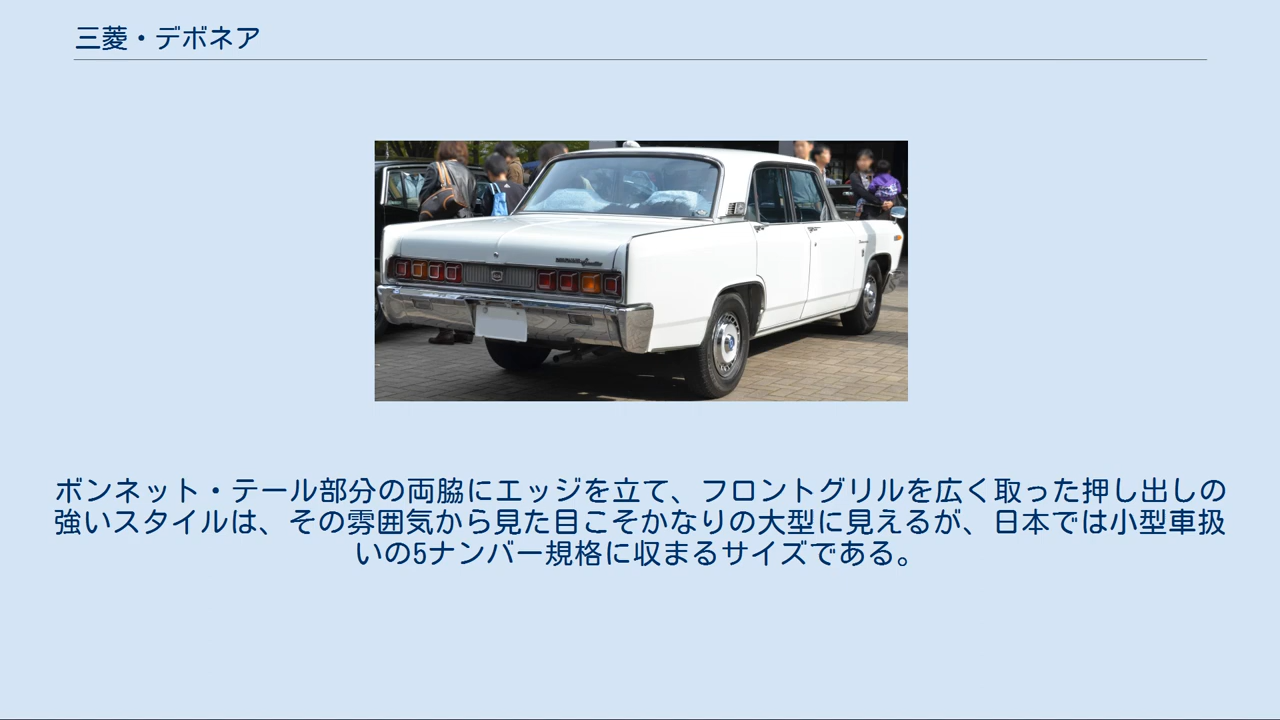 三菱・デボネア
ボンネット・テール部分の両脇にエッジを立て、フロントグリルを広く取った押し出しの
強いスタイルは、その雰囲気から見た目こそかなりの大型に見えるが、日本では小型車扱
いの5ナンバー規格に収まるサイズである。